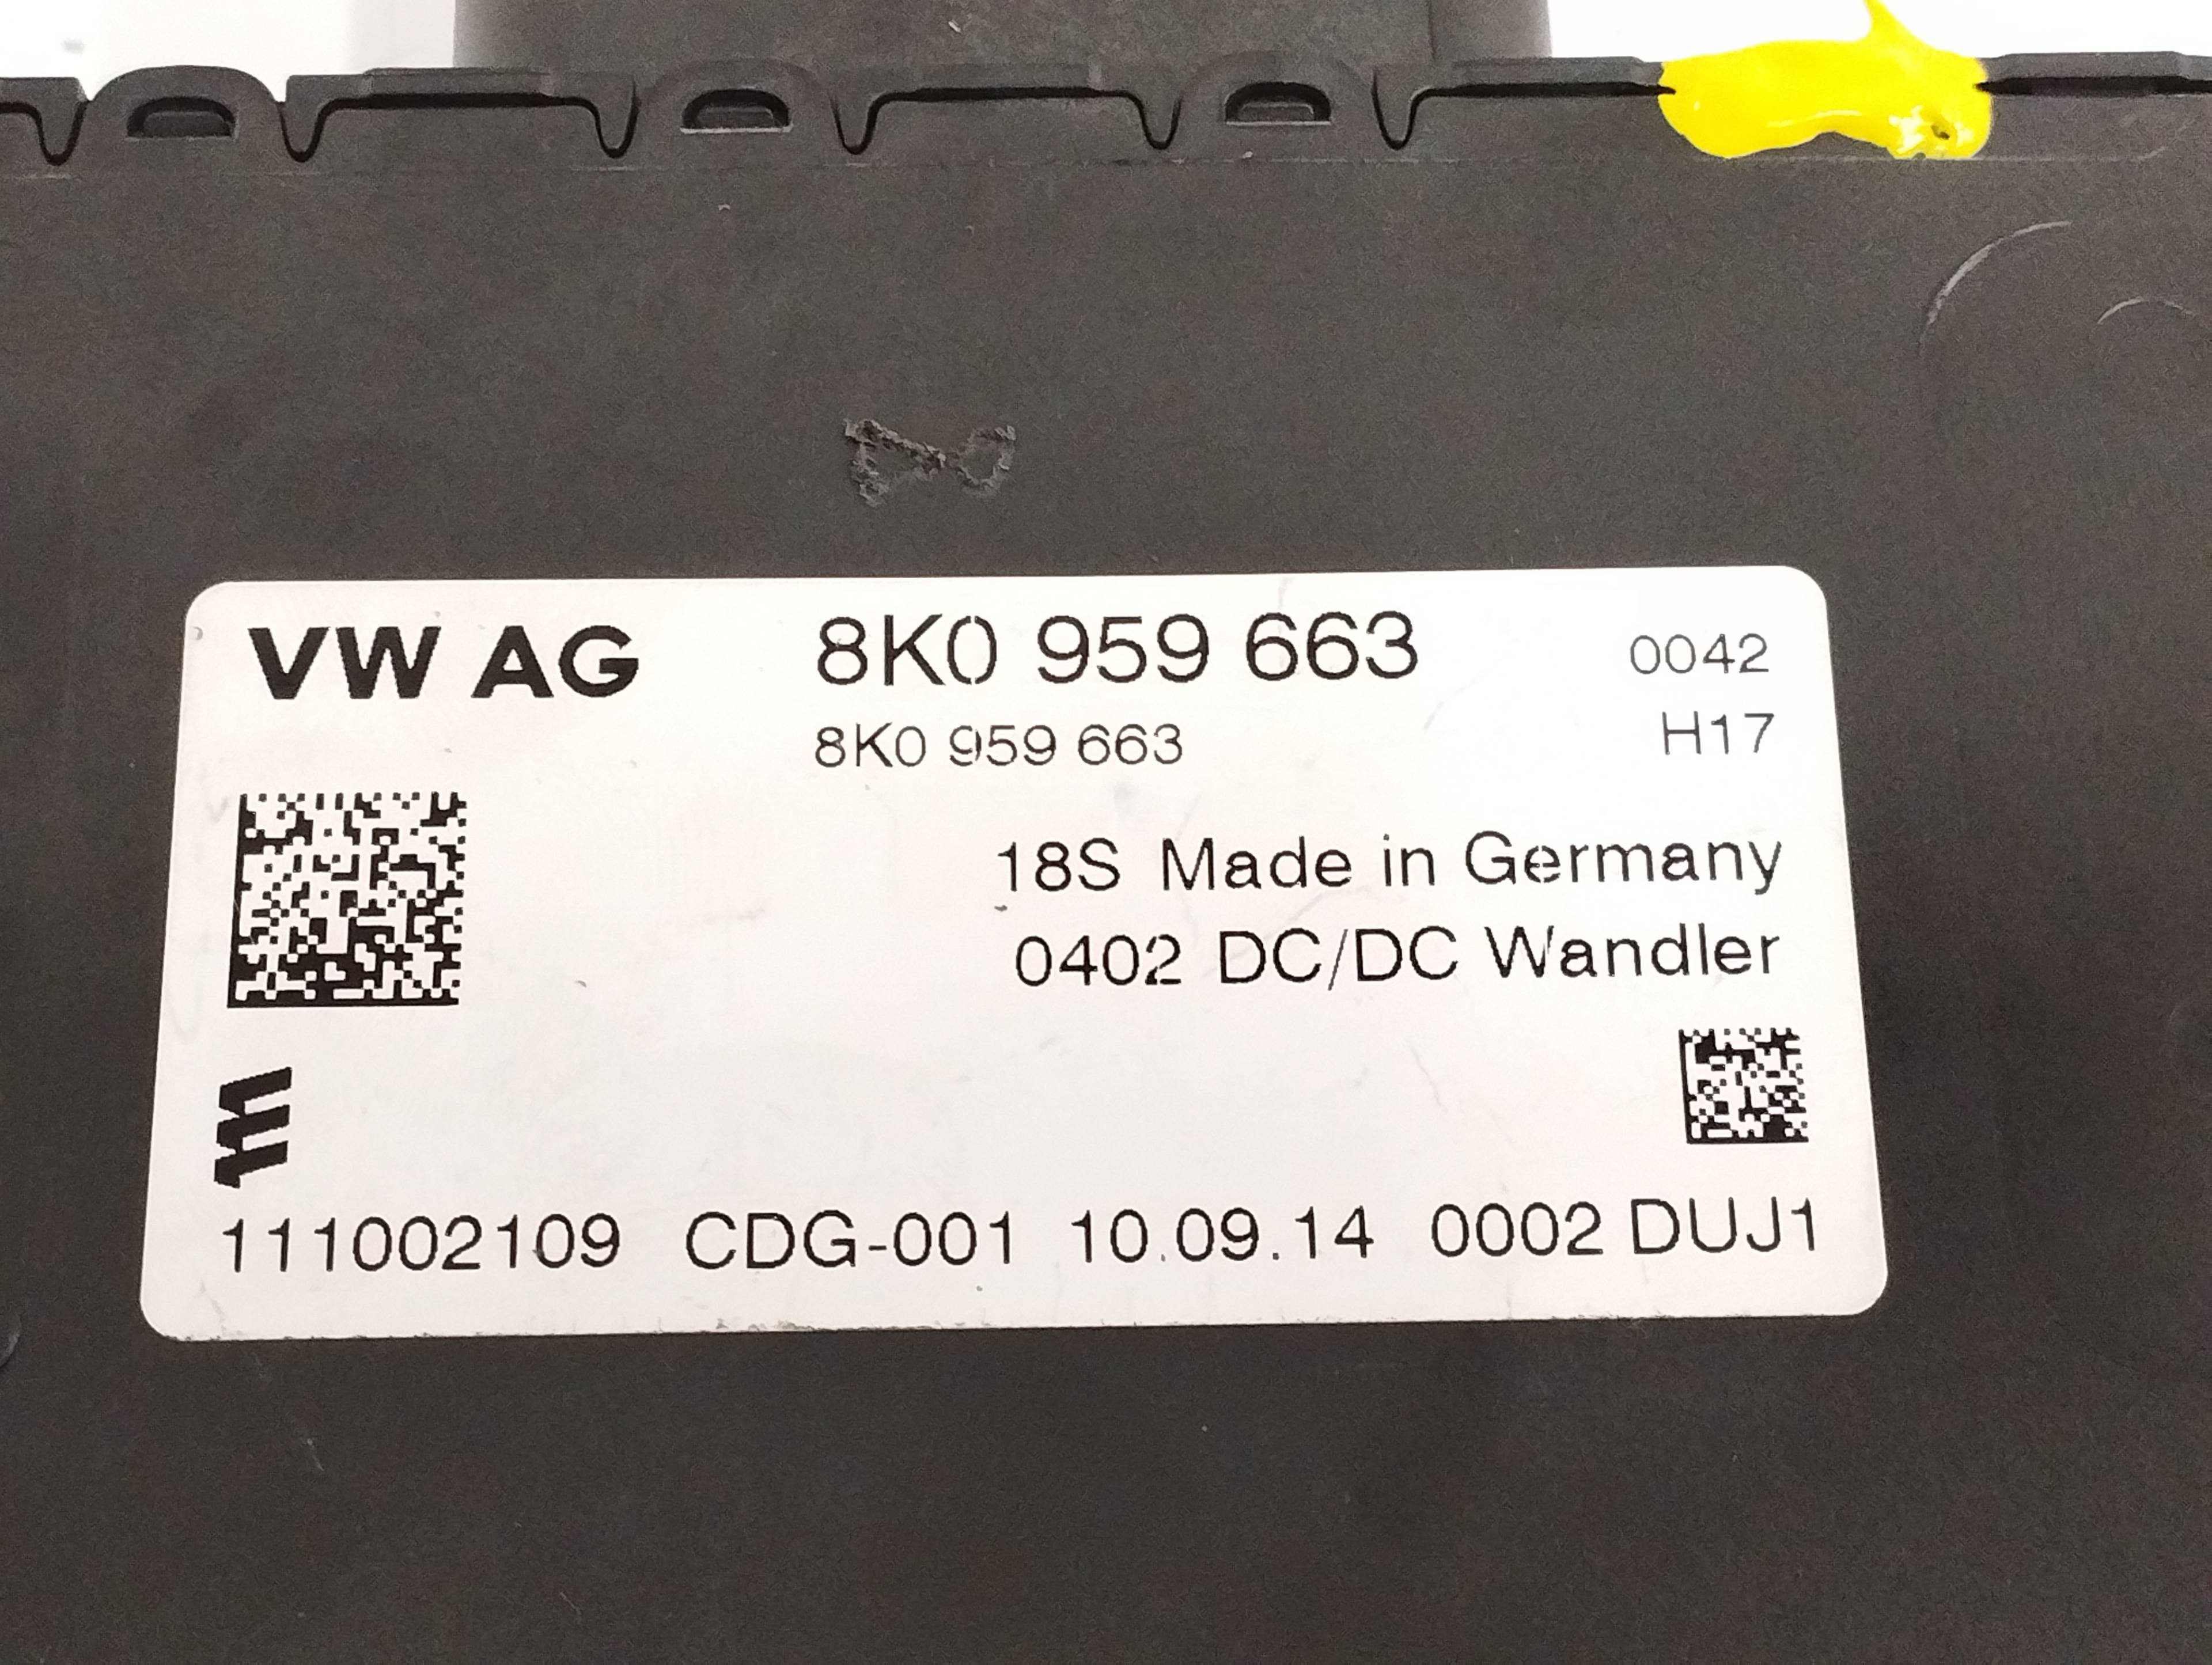 VW AG 8K0 959 663 0042
8K0 959 663 H17
18S Made in Germany
0402 DC/DC Wandler
111002109 CDG-001 10.09.14 0002 DUJ1